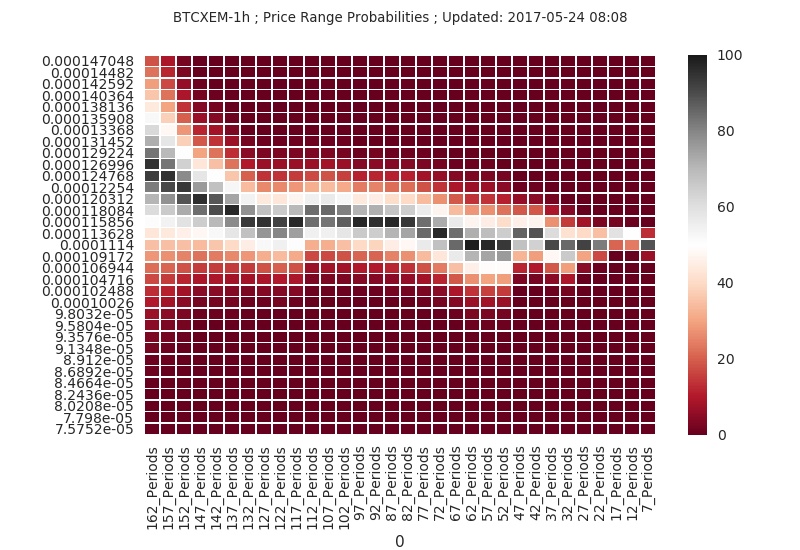 BTCXEM-1h ; Price Range Probabilities ; Updated: 2017-05-24 08:08
0.000147048
0.00014482
0.000142592
0.000140364
0.000138136
0.000135908
0.00013368
0.000131452
0.000129224
0.000126996
0.000124768
0.00012254
0.000120312
0.000118084
0.000115856
0.000113628
0.0001114
0.000109172
0.000106944
0.000104716
0.000102488
0.00010026
9.8032e-05
9.5804e-05
9.3576e-05
9.1348e-05
8.912e-05
8.6892e-05
8.4664e-05
8.2436e-05
8.0208e-05
7.798e-05
7.5752e-05
100
80
60
40
20
0
162_Periods
157_Periods
152_Periods
147_Periods
142_Periods
137_Periods
132_Periods
127_Periods
122_Periods
117_Periods
112_Periods
107_Periods
102_Periods
97_Periods
92_Periods
87_Periods
82_Periods
77_Periods
72_Periods
67_Periods
62_Periods
57_Periods
52_Periods
47_Periods
42_Periods
37_Periods
32_Periods
27_Periods
22_Periods
17_Periods
12_Periods
7_Periods
0